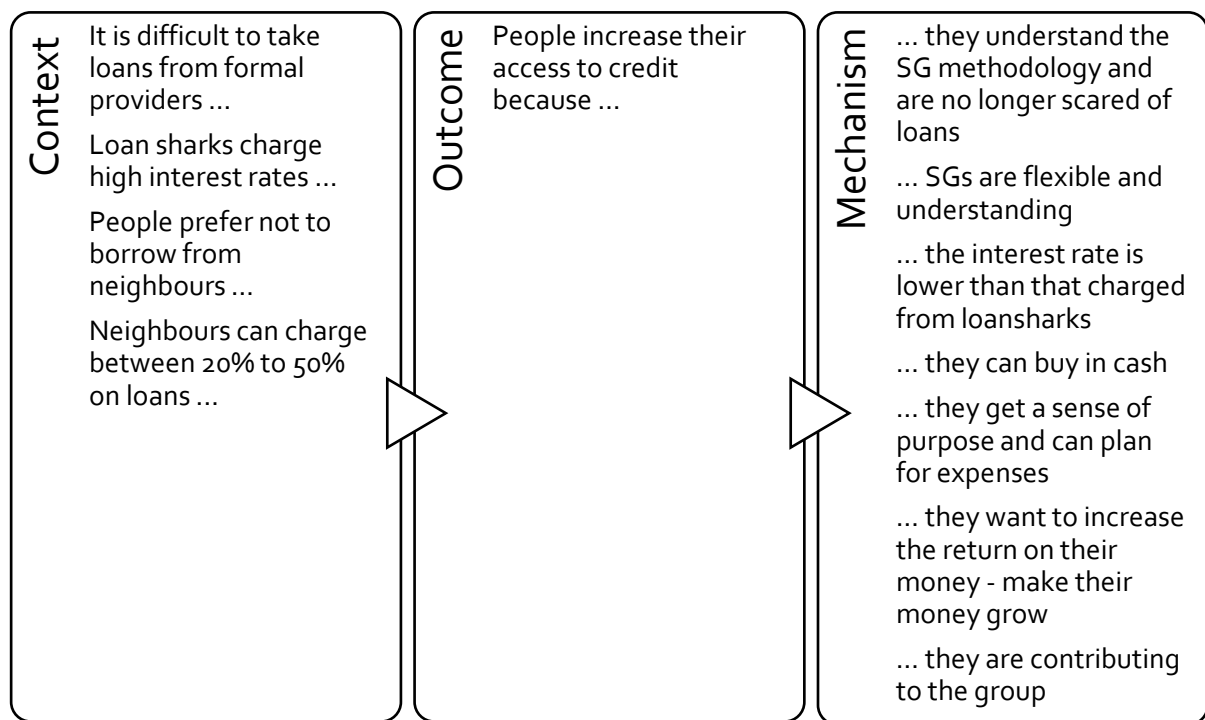 Context
It is difficult to take
loans from formal
providers ...
Loan sharks charge
high interest rates ...
People prefer not to
borrow from
neighbours ...
Neighbours can charge
between 20% to 50%
on loans ...
Outcome
People increase their
access to credit
because ...
Mechanism
... they understand the
SG methodology and
are no longer scared of
loans
... SGs are flexible and
understanding
... the interest rate is
lower than that charged
from loansharks
... they can buy in cash
... they get a sense of
purpose and can plan
for expenses
... they want to increase
the return on their
money - make their
money grow
... they are contributing
to the group